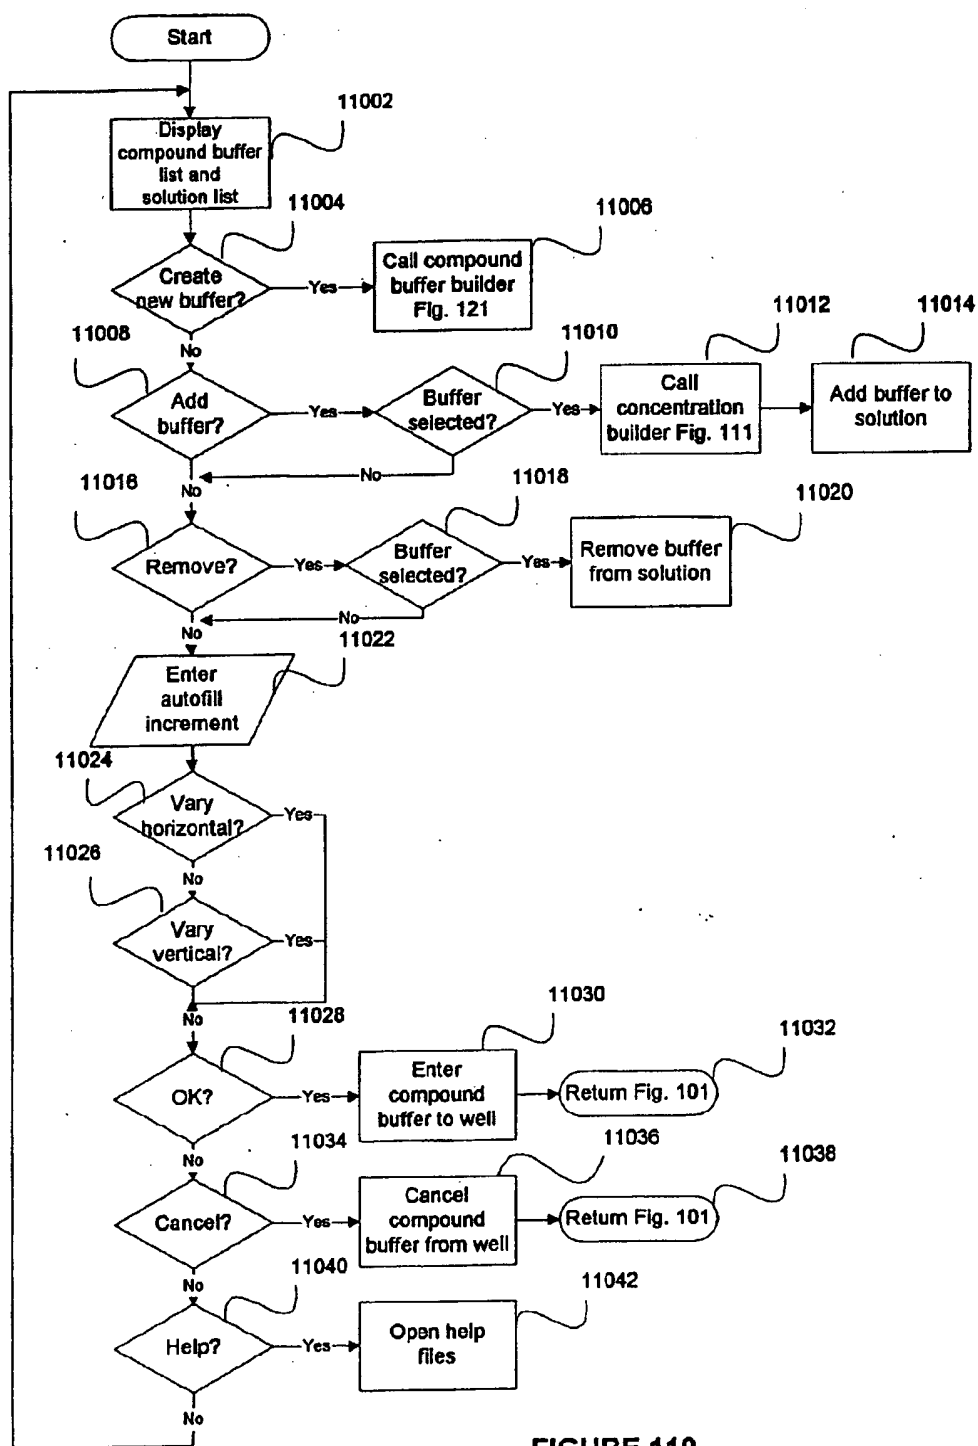 Start
11002
Display
compound buffer
list and
solution list
11004
Create
new buffer?
Yes
11006
Call compound
buffer builder
Fig. 121
No
11008
Add
buffer?
Yes
11010
Buffer
selected?
Yes
11012
Call
concentration
builder Fig. 111
11014
Add buffer to
solution
No
No
11016
Remove?
Yes
11018
Buffer
selected?
Yes
11020
Remove buffer
from solution
No
No
11022
Enter
autofill
increment
11024
Vary
horizontal?
Yes
No
11026
Vary
vertical?
Yes
No
11028
OK?
Yes
11030
Enter
compound
buffer to well
11032
Return Fig. 101
No
11034
Cancel?
Yes
11036
Cancel
compound
buffer from well
11038
Return Fig. 101
No
11040
Help?
Yes
11042
Open help
files
No
FIGURE 110